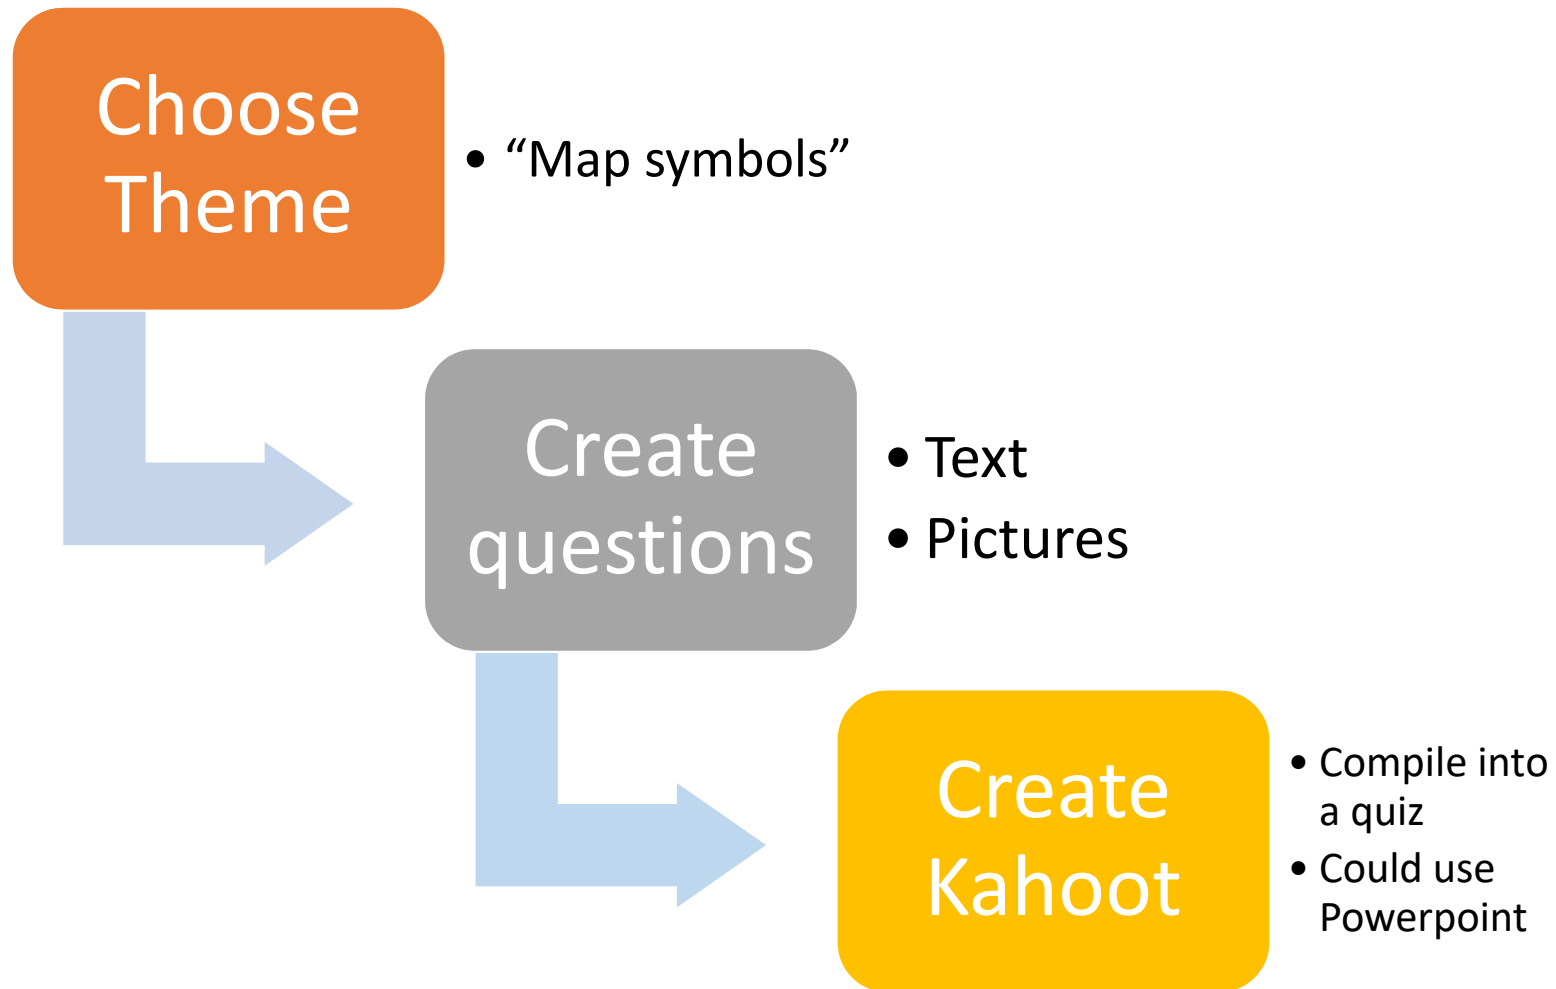 Choose
Theme
• “Map symbols”
Create
questions
• Text
• Pictures
Create
Kahoot
• Compile into
a quiz
• Could use
Powerpoint